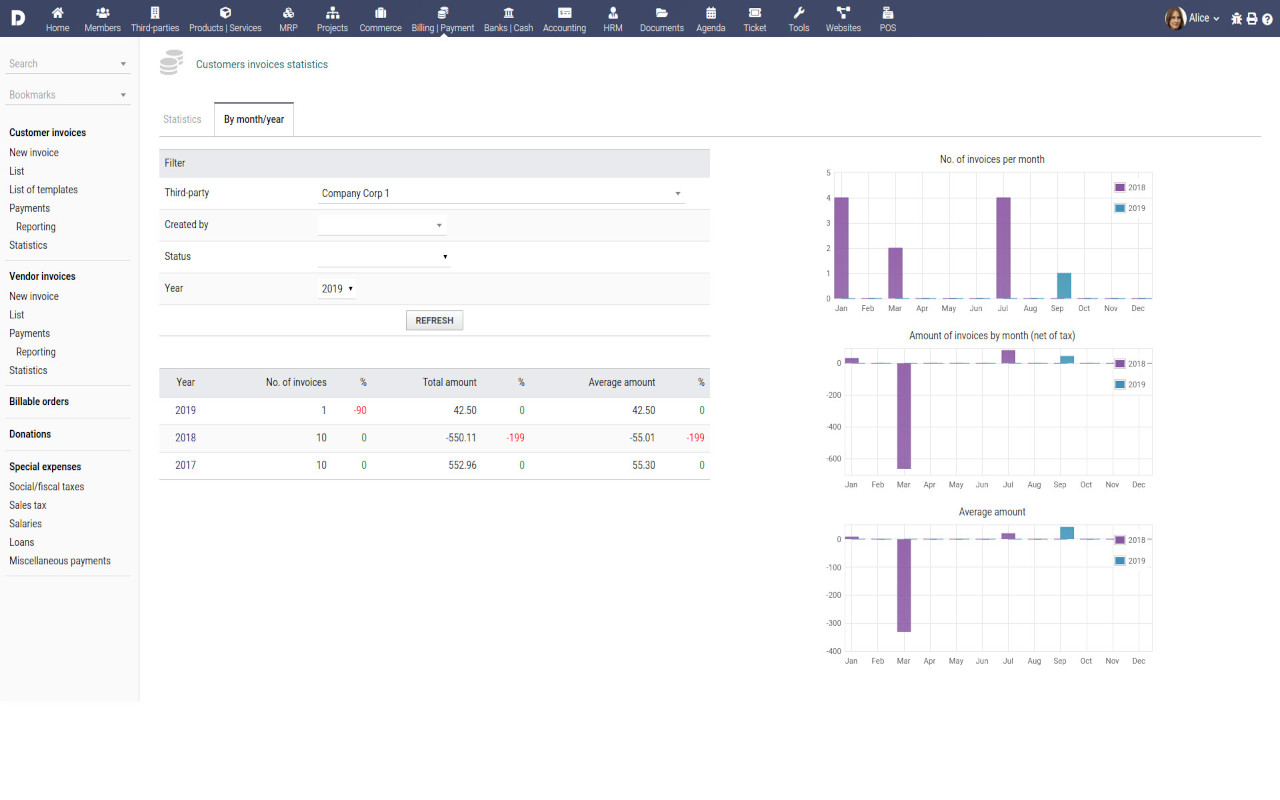 D Home Members Third-parties Products | Services MRP Projects Commerce Billing | Payment Banks | Cash Accounting HRM Documents Agenda Ticket Tools Websites POS Alice
Search
Bookmarks
Customer invoices
New invoice
List
List of templates
Payments
Reporting
Statistics
Vendor invoices
New invoice
List
Payments
Reporting
Statistics
Billable orders
Donations
Special expenses
Social/fiscal taxes
Sales tax
Salaries
Loans
Miscellaneous payments
Customers invoices statistics
Statistics By month/year
Filter
Third-party Company Corp 1
Created by
Status
Year 2019
REFRESH
Year No. of invoices % Total amount % Average amount %
2019 1 -90 42.50 0 42.50 0
2018 10 0 -550.11 -199 -55.01 -199
2017 10 0 552.96 0 55.30 0
No. of invoices per month
5
4
3
2
1
0
Jan Feb Mar Apr May Jun Jul Aug Sep Oct Nov Dec
2018
2019
Amount of invoices by month (net of tax)
0
-200
-400
-600
Jan Feb Mar Apr May Jun Jul Aug Sep Oct Nov Dec
2018
2019
Average amount
0
-100
-200
-300
-400
Jan Feb Mar Apr May Jun Jul Aug Sep Oct Nov Dec
2018
2019